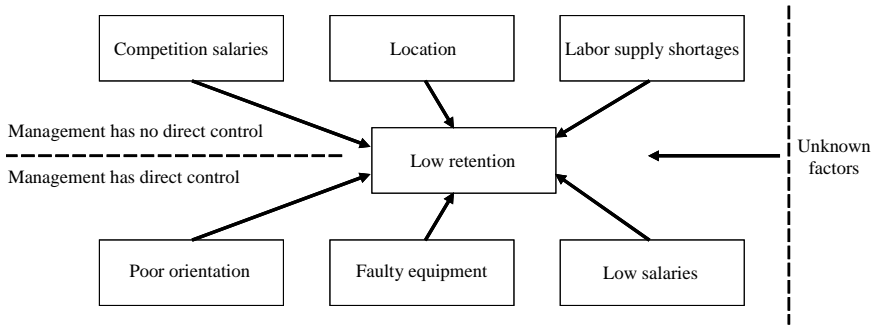 Competition salaries
Location
Labor supply shortages
Management has no direct control
Low retention
Unknown
factors
Management has direct control
Poor orientation
Faulty equipment
Low salaries